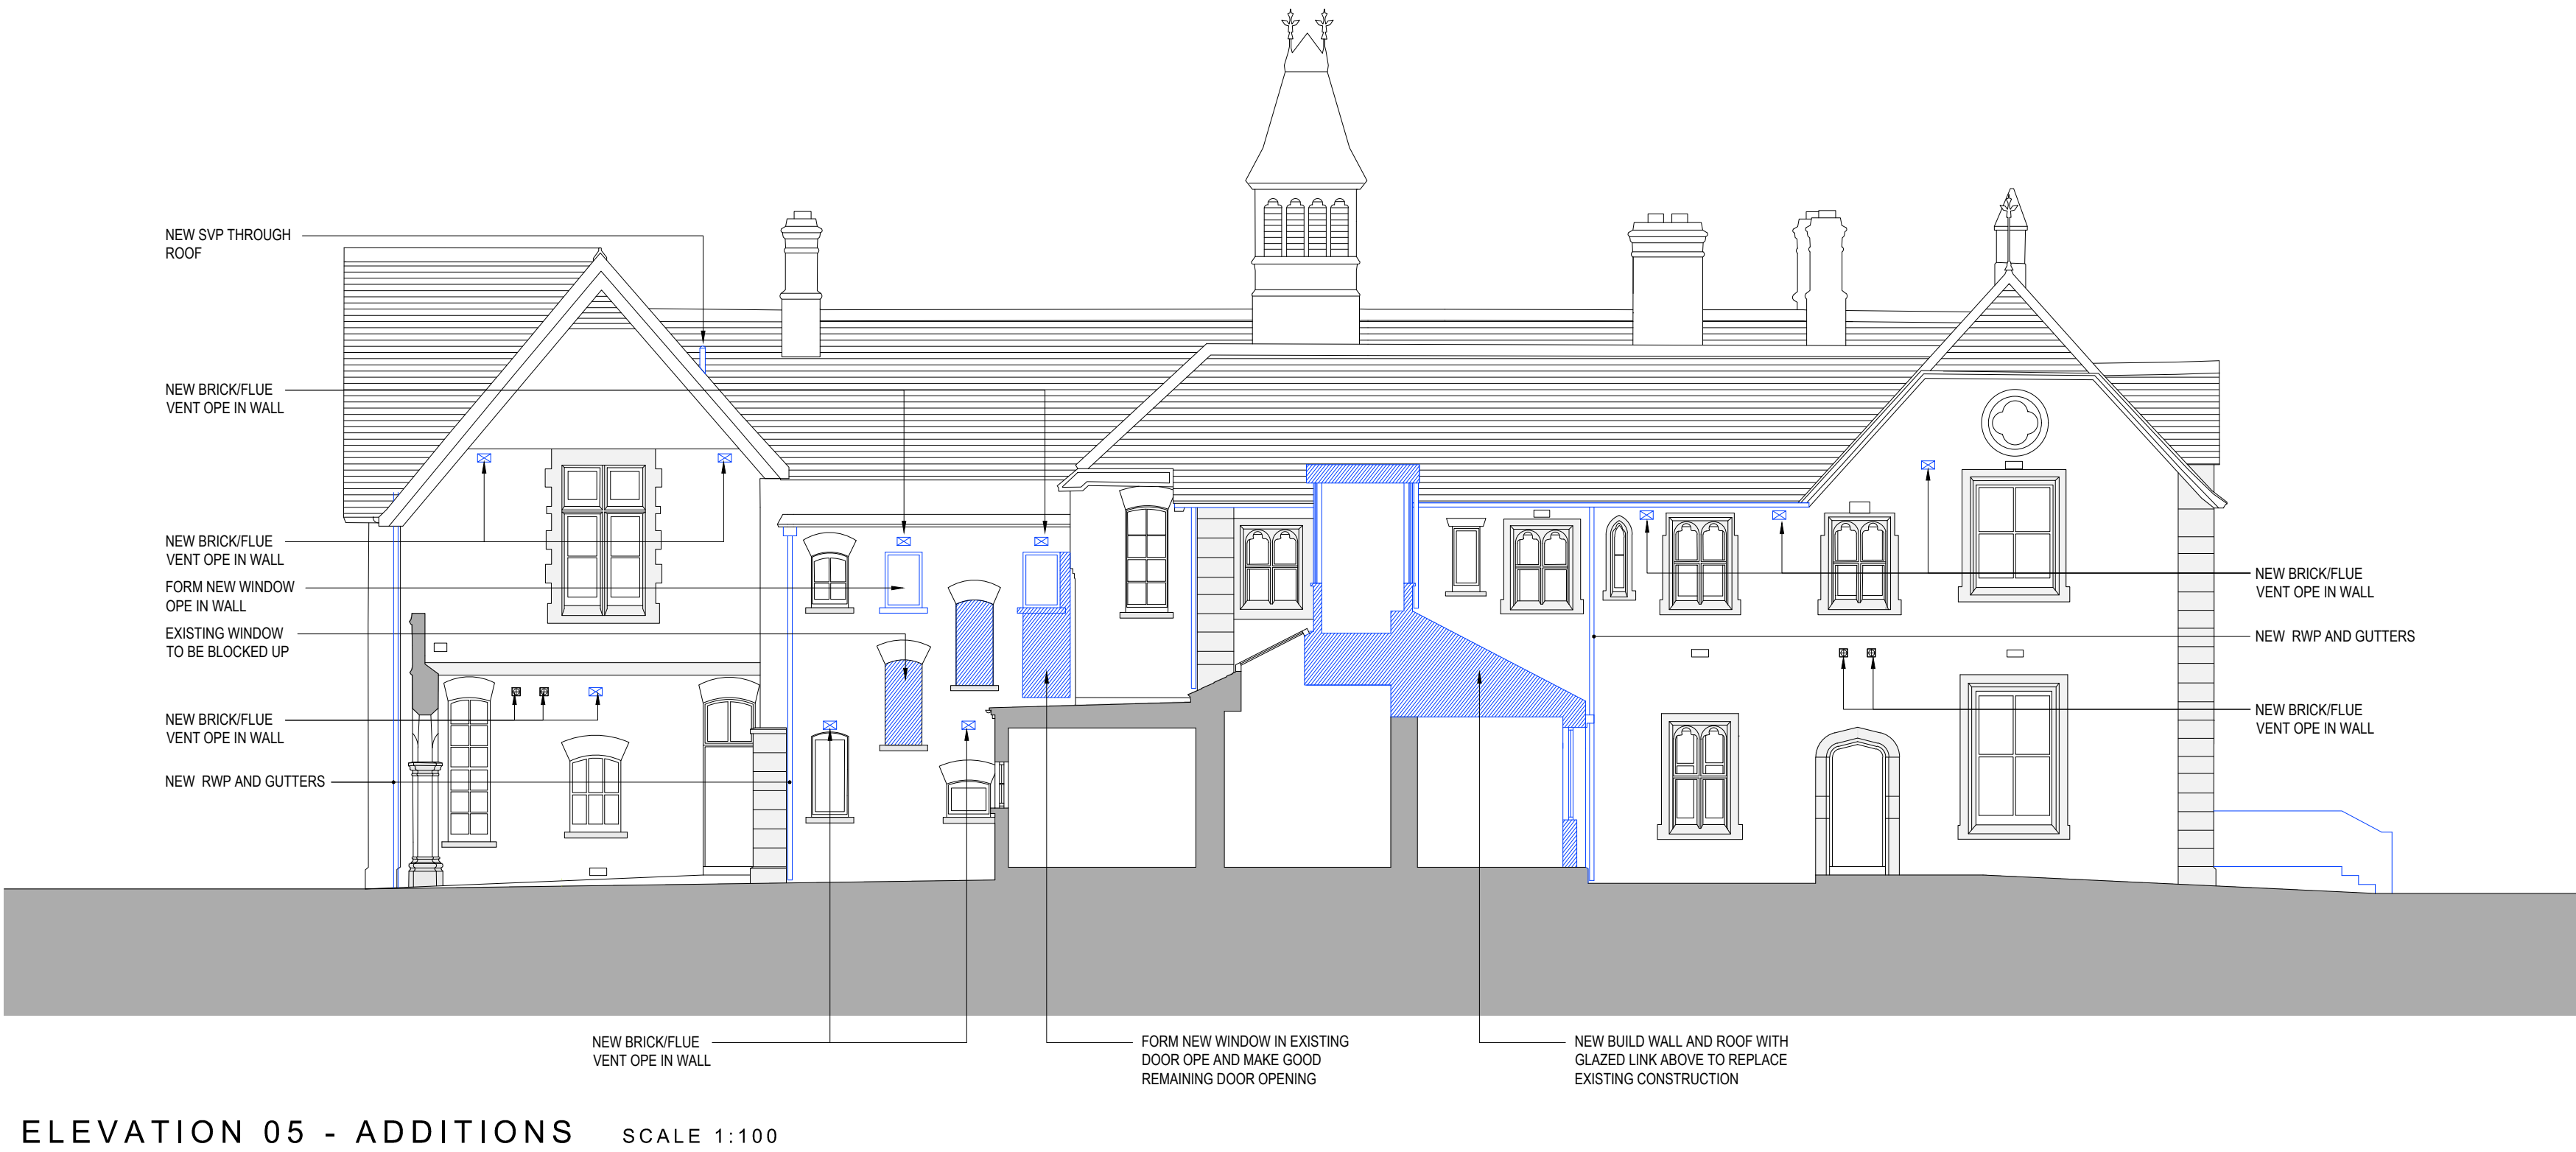 NEW SVP THROUGH
ROOF
NEW BRICK/FLUE
VENT OPE IN WALL
NEW BRICK/FLUE
VENT OPE IN WALL
FORM NEW WINDOW
OPE IN WALL
EXISTING WINDOW
TO BE BLOCKED UP
NEW BRICK/FLUE
VENT OPE IN WALL
NEW RWP AND GUTTERS
NEW BRICK/FLUE
VENT OPE IN WALL
NEW RWP AND GUTTERS
NEW BRICK/FLUE
VENT OPE IN WALL
NEW BRICK/FLUE
VENT OPE IN WALL
FORM NEW WINDOW IN EXISTING
DOOR OPE AND MAKE GOOD
REMAINING DOOR OPENING
NEW BUILD WALL AND ROOF WITH
GLAZED LINK ABOVE TO REPLACE
EXISTING CONSTRUCTION
ELEVATION 05 - ADDITIONS SCALE 1:100